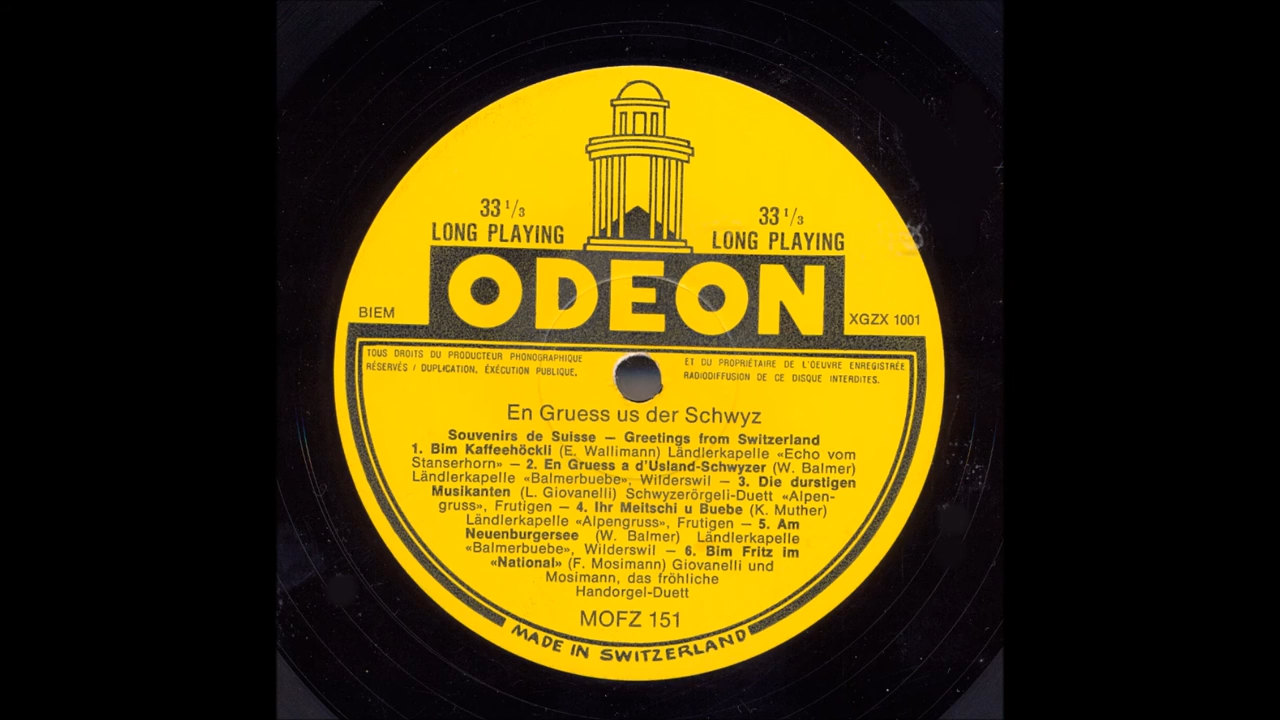 33 1/3
LONG PLAYING
33 1/3
LONG PLAYING
ODEON
BIEM
XGZX 1001
TOUS DROITS DU PRODUCTEUR PHONOGRAPHIQUE
RÉSERVÉS / DUPLICATION, ÉXÉCUTION PUBLIQUE,
ET DU PROPRIÉTAIRE DE L'OEUVRE ENREGISTRÉE
RADIODIFFUSION DE CE DISQUE INTERDITES.
En Gruess us der Schwyz
Souvenirs de Suisse – Greetings from Switzerland
1. Bim Kaffeehöckli (E. Wallimann) Ländlerkapelle «Echo vom
Stanserhorn» – 2. En Gruess a d'Usland-Schwyzer (W. Balmer)
Ländlerkapelle «Balmerbuebe», Wilderswil – 3. Die durstigen
Musikanten (L. Giovanelli) Schwyzerörgeli-Duett «Alpen-
gruss», Frutigen – 4. Ihr Meitschi u Buebe (K. Muther)
Ländlerkapelle «Alpengruss», Frutigen – 5. Am
Neuenburgersee (W. Balmer) Ländlerkapelle
«Balmerbuebe», Wilderswil – 6. Bim Fritz im
«National» (F. Mosimann) Giovanelli und
Mosimann, das fröhliche
Handorgel-Duett
MOFZ 151
MADE IN SWITZERLAND